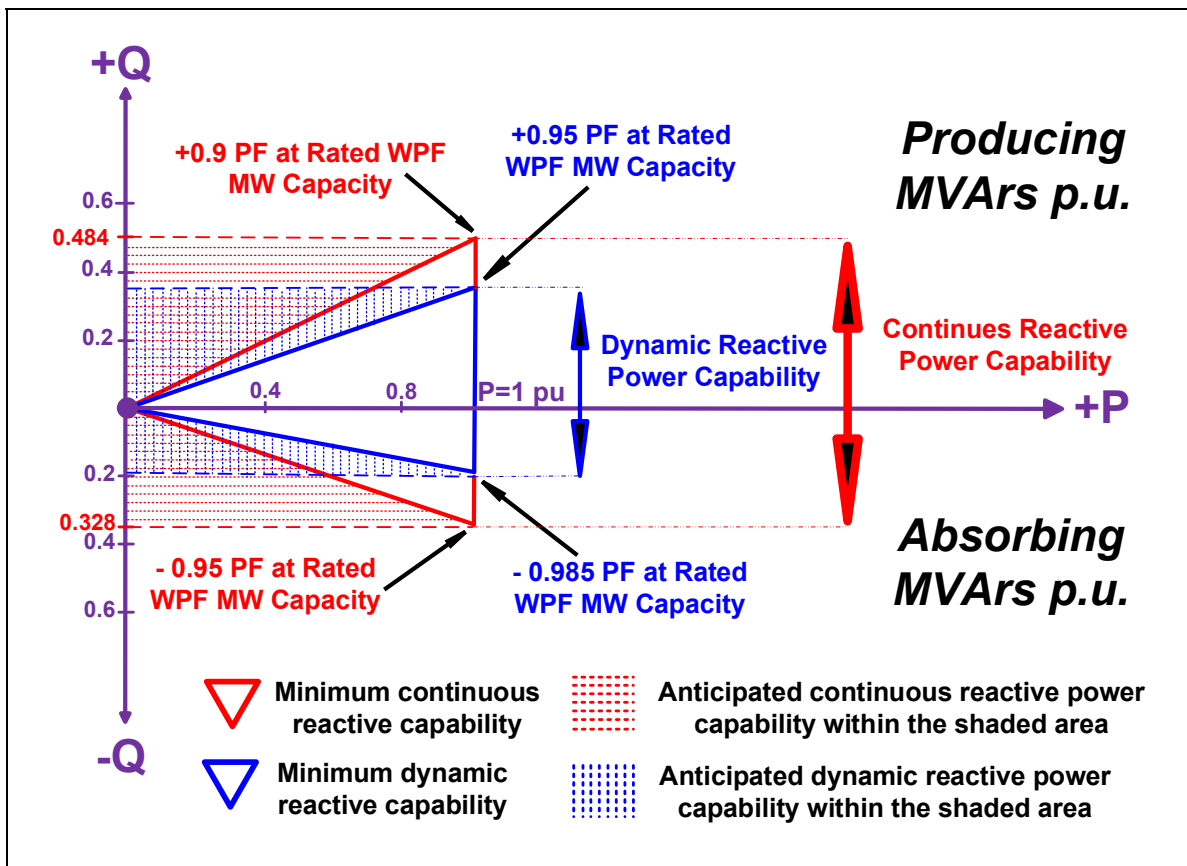 +Q
+0.9 PF at Rated WPF
MW Capacity
+0.95 PF at Rated
WPF MW Capacity
Producing
MVArs p.u.
0.6
0.484
0.4
0.2
Dynamic Reactive
Power Capability
Continues Reactive
Power Capability
0.4
0.8
P=1 pu
+P
0.2
0.328
0.4
0.6
- 0.95 PF at Rated
WPF MW Capacity
- 0.985 PF at Rated
WPF MW Capacity
Absorbing
MVArs p.u.
-Q
Minimum continuous
reactive capability
Anticipated continuous reactive power
capability within the shaded area
Minimum dynamic
reactive capability
Anticipated dynamic reactive power
capability within the shaded area